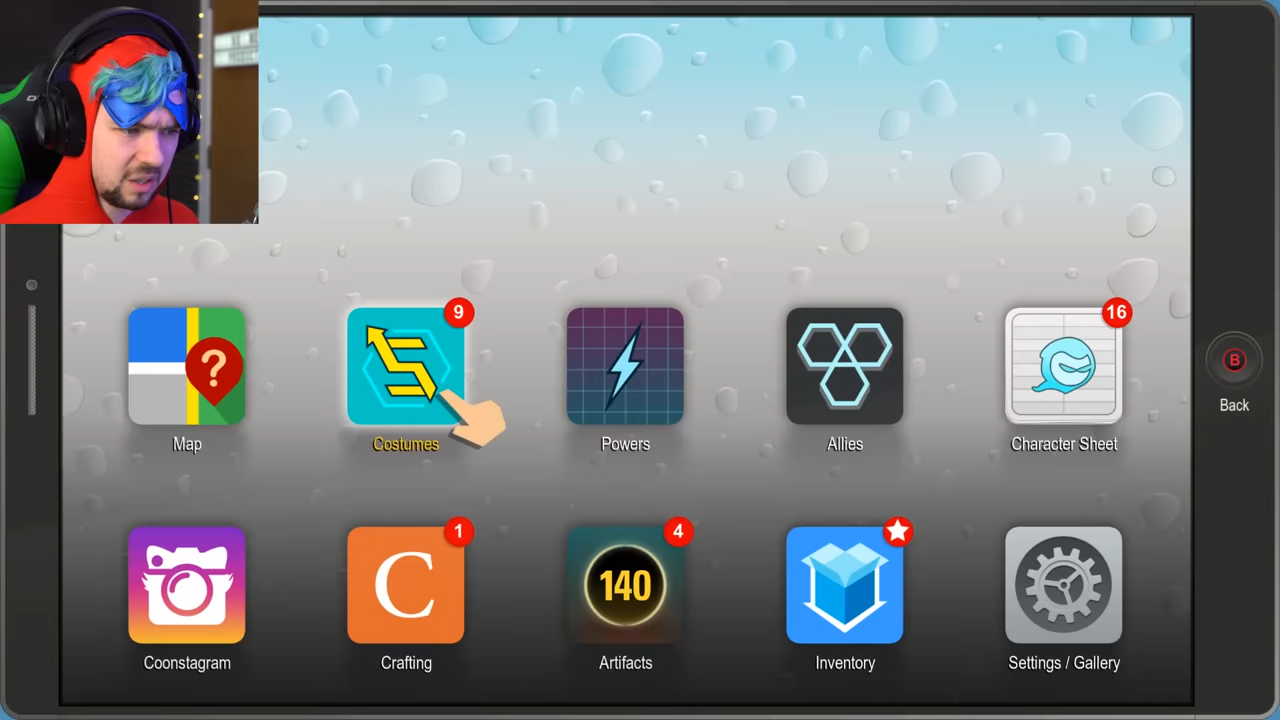 9
16
?
Map
Costumes
Powers
Allies
Character Sheet
B
Back
1
4
C
140
Coonstagram
Crafting
Artifacts
Inventory
Settings / Gallery